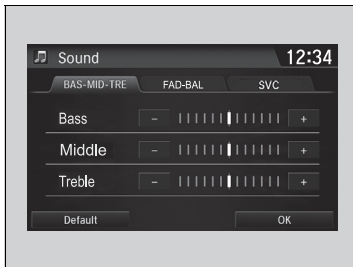 Sound 12:34
BAS-MID-TRE FAD-BAL SVC
Bass - +
Middle - +
Treble - +
Default OK